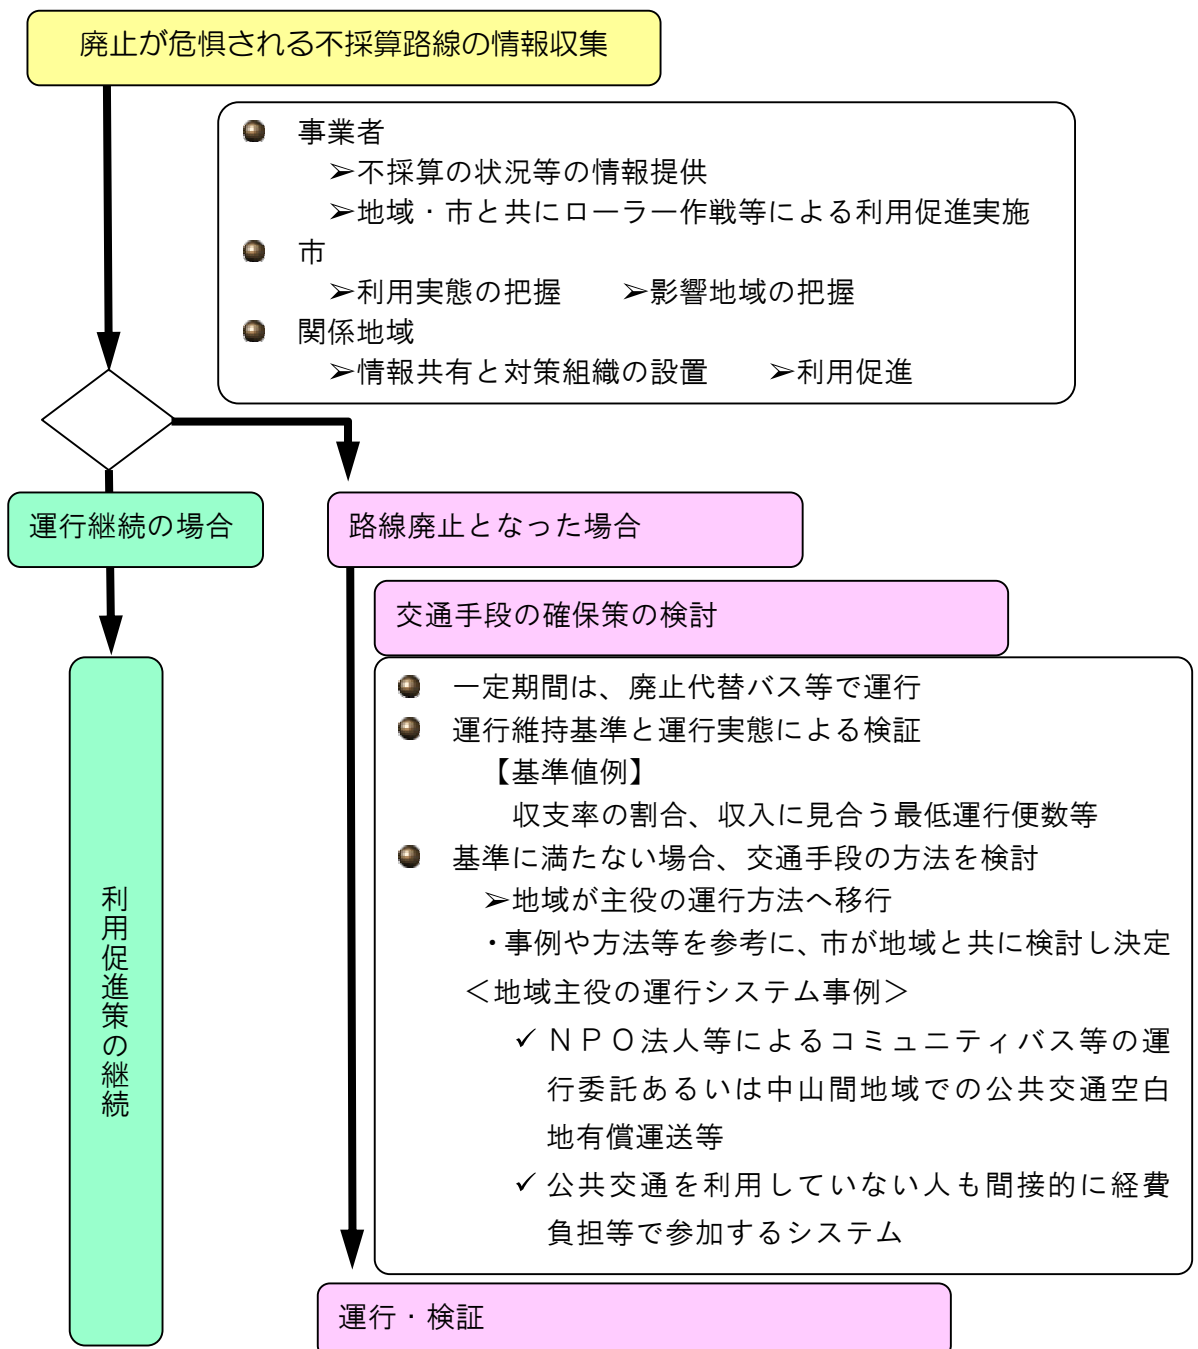 廃止が危惧される不採算路線の情報収集
事業者
➢不採算の状況等の情報提供
➢地域・市と共にローラー作戦等による利用促進実施
市
➢利用実態の把握　　➢影響地域の把握
関係地域
➢情報共有と対策組織の設置　　➢利用促進
運行継続の場合
路線廃止となった場合
交通手段の確保策の検討
一定期間は、廃止代替バス等で運行
運行維持基準と運行実態による検証
【基準値例】
収支率の割合、収入に見合う最低運行便数等
基準に満たない場合、交通手段の方法を検討
➢地域が主役の運行方法へ移行
・事例や方法等を参考に、市が地域と共に検討し決定
＜地域主役の運行システム事例＞
✓ＮＰＯ法人等によるコミュニティバス等の運
行委託あるいは中山間地域での公共交通空白
地有償運送等
✓公共交通を利用していない人も間接的に経費
負担等で参加するシステム
利用促進策の継続
運行・検証